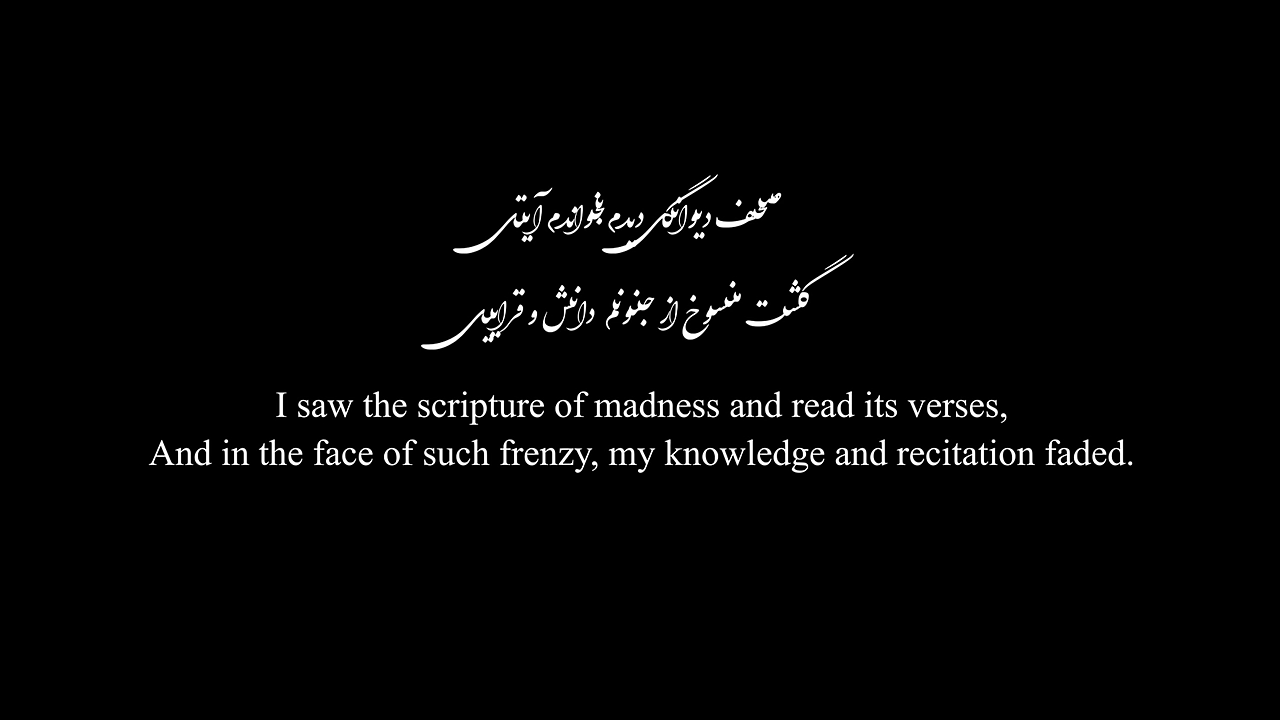 مصحف دیوانگی دیدم بخواندم آیتی
گشت منسوخ از جنونم دانش و قرایی
I saw the scripture of madness and read its verses,
And in the face of such frenzy, my knowledge and recitation faded.